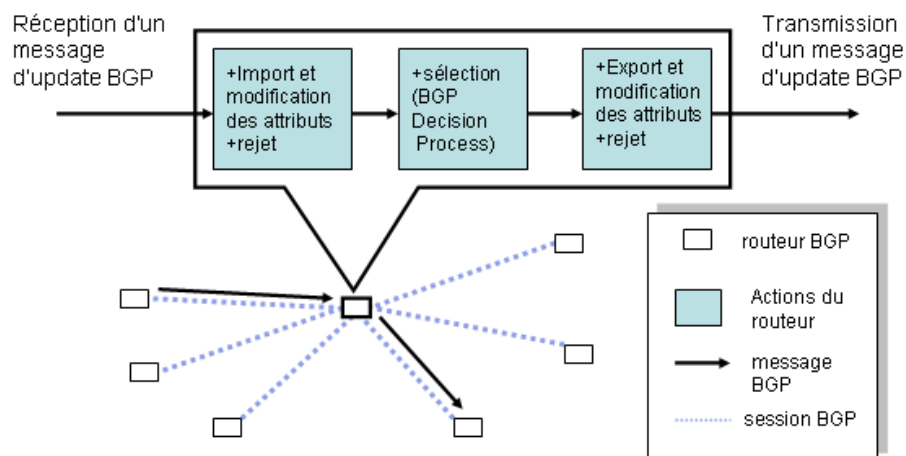 Réception d'un
message
d'update BGP
+Import et
modification
des attributs
+rejet
+sélection
(BGP
Decision
Process)
+Export et
modification
des attributs
+rejet
Transmission
d'un message
d'update BGP
routeur BGP
Actions du
routeur
message
BGP
session BGP